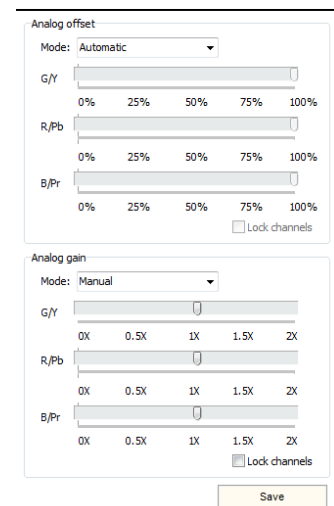 Analog offset
Mode: Automatic
G/Y
0% 25% 50% 75% 100%
R/Pb
0% 25% 50% 75% 100%
B/Pr
0% 25% 50% 75% 100%
Lock channels
Analog gain
Mode: Manual
G/Y
0X 0.5X 1X 1.5X 2X
R/Pb
0X 0.5X 1X 1.5X 2X
B/Pr
0X 0.5X 1X 1.5X 2X
Lock channels
Save